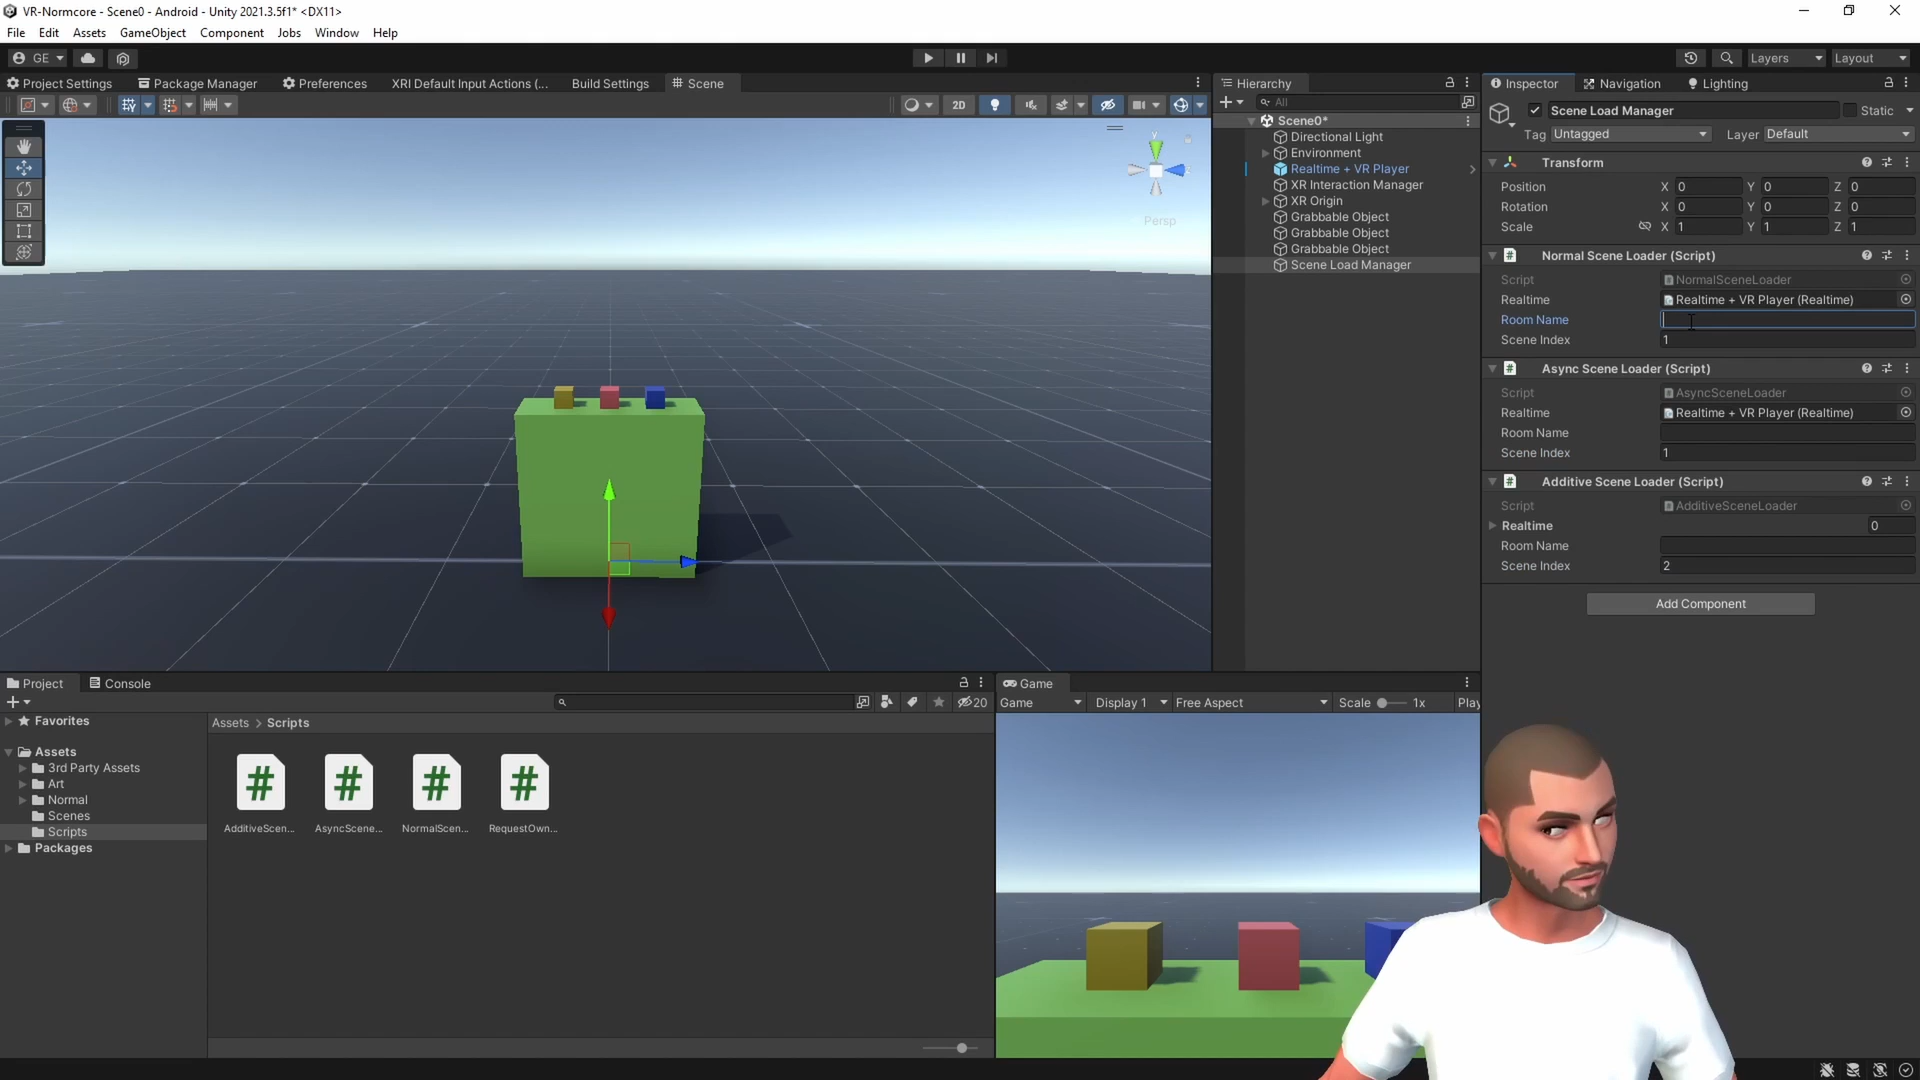 VR-Normcore - Scene0 - Android - Unity 2021.3.5f1* <DX11>
File Edit Assets GameObject Component Jobs Window Help
GE Layers Layout
Project Settings Package Manager Preferences XRI Default Input Actions (... Build Settings Scene
2D
y
Persp
Hierarchy
All
Scene0*
Directional Light
Environment
Realtime + VR Player
XR Interaction Manager
XR Origin
Grabbable Object
Grabbable Object
Grabbable Object
Scene Load Manager
Inspector Navigation Lighting
Scene Load Manager Static
Tag Untagged Layer Default
Transform
Position X 0 Y 0 Z 0
Rotation X 0 Y 0 Z 0
Scale X 1 Y 1 Z 1
Normal Scene Loader (Script)
Script NormalSceneLoader
Realtime Realtime + VR Player (Realtime)
Room Name
Scene Index 1
Async Scene Loader (Script)
Script AsyncSceneLoader
Realtime Realtime + VR Player (Realtime)
Room Name
Scene Index 1
Additive Scene Loader (Script)
Script AdditiveSceneLoader
Realtime 0
Room Name
Scene Index 2
Add Component
Project Console
20
Favorites
Assets
3rd Party Assets
Art
Normal
Scenes
Scripts
Packages
Assets > Scripts
AdditiveScen... AsyncScene... NormalScen... RequestOwn...
Game
Game Display 1 Free Aspect Scale 1x Play